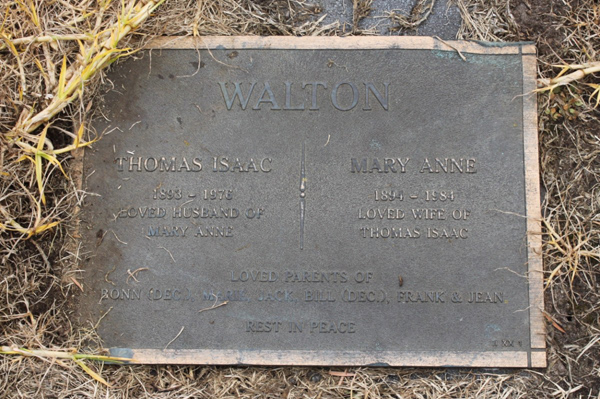 WALTON
THOMAS ISAAC
1893 - 1976
LOVED HUSBAND OF
MARY ANNE
MARY ANNE
1894 - 1984
LOVED WIFE OF
THOMAS ISAAC
LOVED PARENTS OF
RONN (DEC), MARIE, JACK, BILL (DEC), FRANK & JEAN
REST IN PEACE